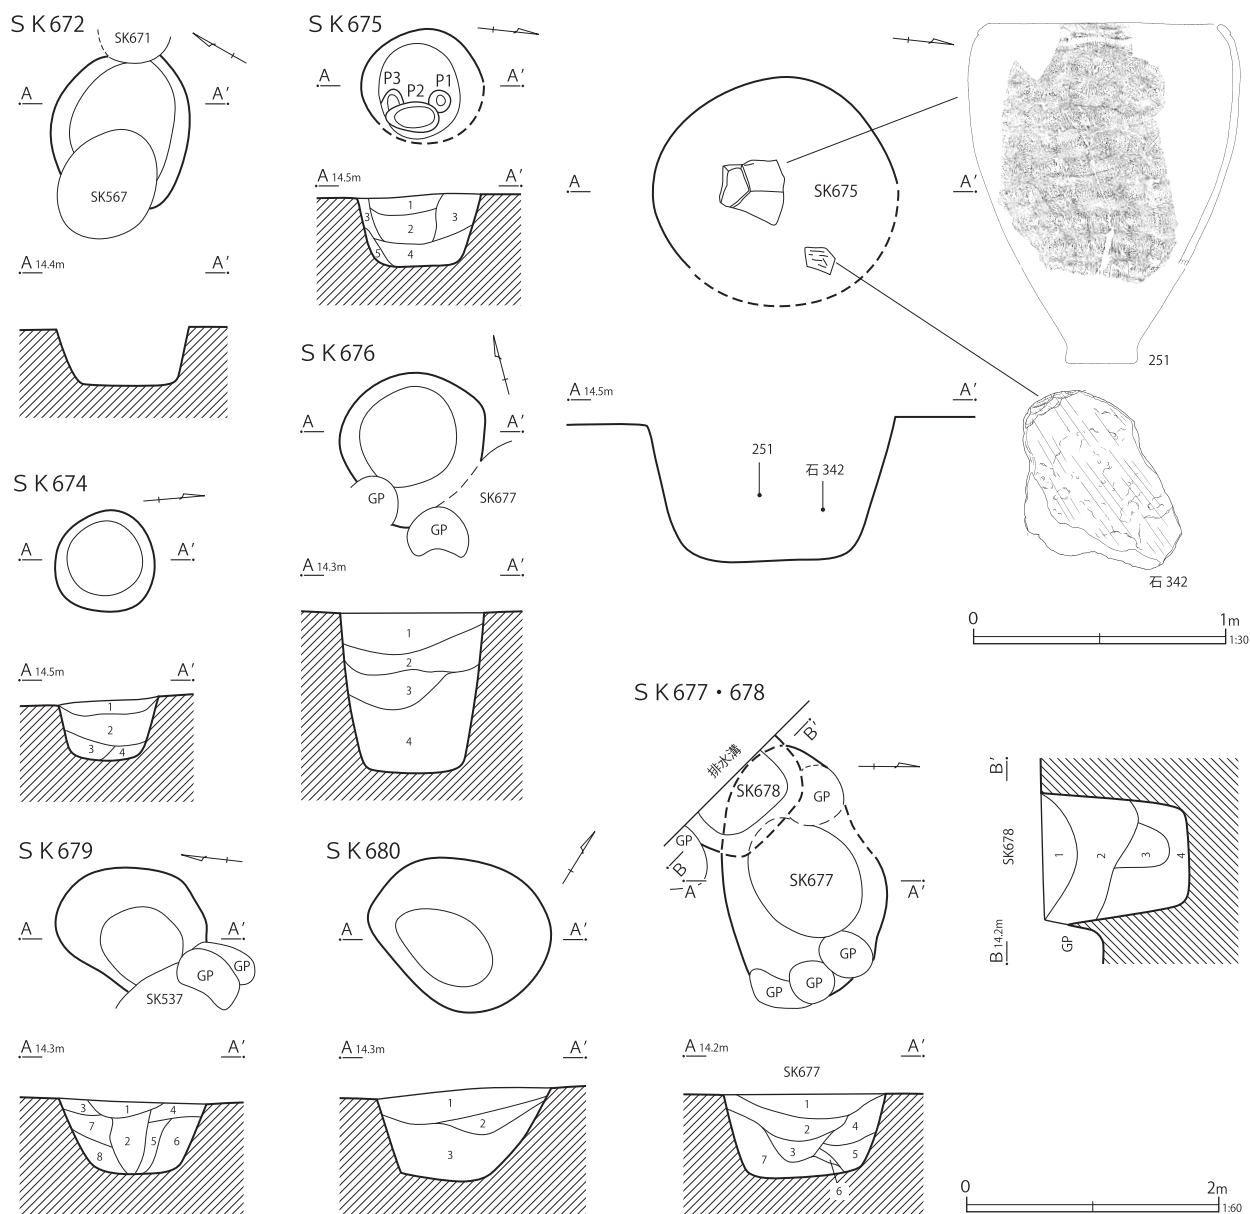 SK672
SK671
A
A′
SK567
A 14.4m
A′
SK674
A
A′
A 14.5m
A′
1
2
3
4
SK679
A
A′
GP
GP
SK537
A 14.3m
A′
3
1
4
7
2
5
6
8
SK675
A
A′
P3
P2
P1
A 14.5m
A′
1
3
2
3
5
4
SK676
A
A′
GP
SK677
GP
A 14.3m
A′
1
2
3
4
SK680
A
A′
A 14.3m
A′
1
2
3
A
SK675
A′
251
A 14.5m
A′
251
石 342
石 342
0
1m
1:30
SK677・678
排水溝
B′
SK678
GP
GP
B
A
SK677
A′
GP
GP
GP
A 14.2m
A′
SK677
1
2
4
3
5
7
6
B′
SK678
1
2
3
4
B 14.2m
GP
0
2m
1:60